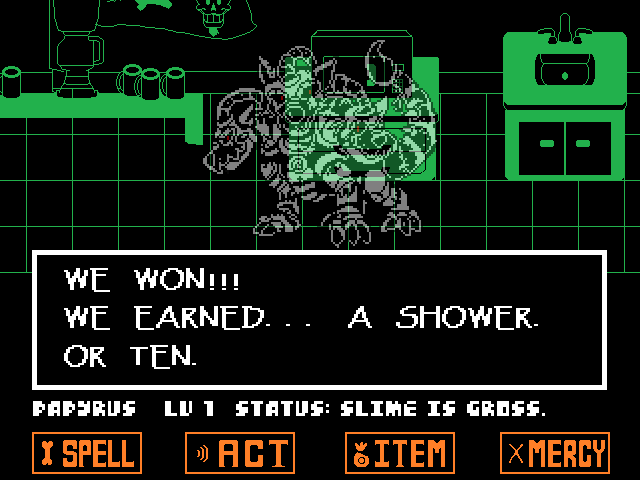 WE WON!!!
WE EARNED... A SHOWER.
OR TEN.
PAPYRUS LV 1 STATUS: SLIME IS GROSS.
SPELL ACT ITEM MERCY